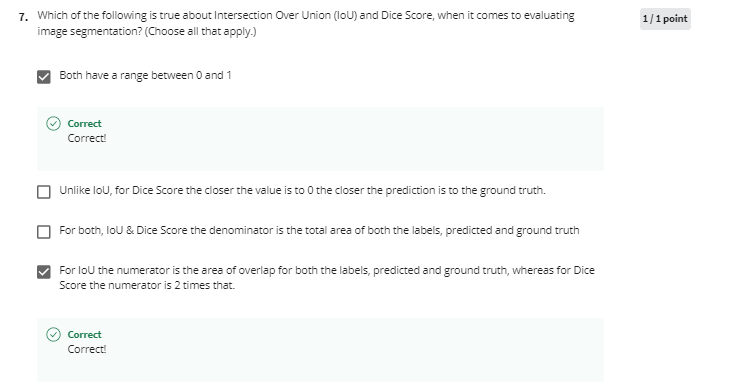 7. Which of the following is true about Intersection Over Union (IoU) and Dice Score, when it comes to evaluating
image segmentation? (Choose all that apply.)
1 / 1 point
Both have a range between 0 and 1
Correct
Correct!
Unlike IoU, for Dice Score the closer the value is to 0 the closer the prediction is to the ground truth.
For both, IoU & Dice Score the denominator is the total area of both the labels, predicted and ground truth
For IoU the numerator is the area of overlap for both the labels, predicted and ground truth, whereas for Dice
Score the numerator is 2 times that.
Correct
Correct!